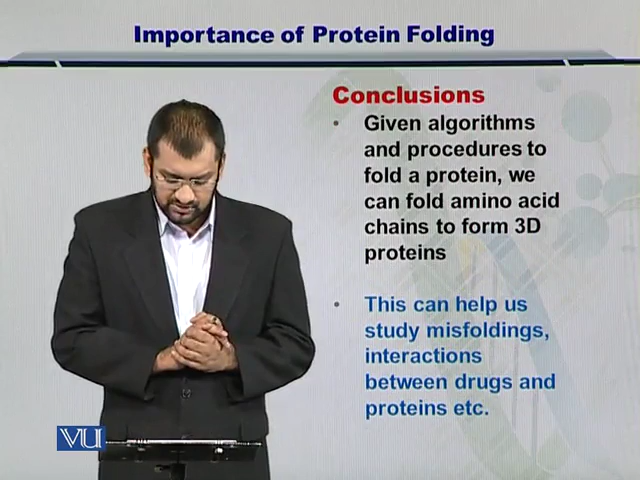 Importance of Protein Folding
Conclusions
• Given algorithms
and procedures to
fold a protein, we
can fold amino acid
chains to form 3D
proteins
• This can help us
study misfoldings,
interactions
between drugs and
proteins etc.
VU